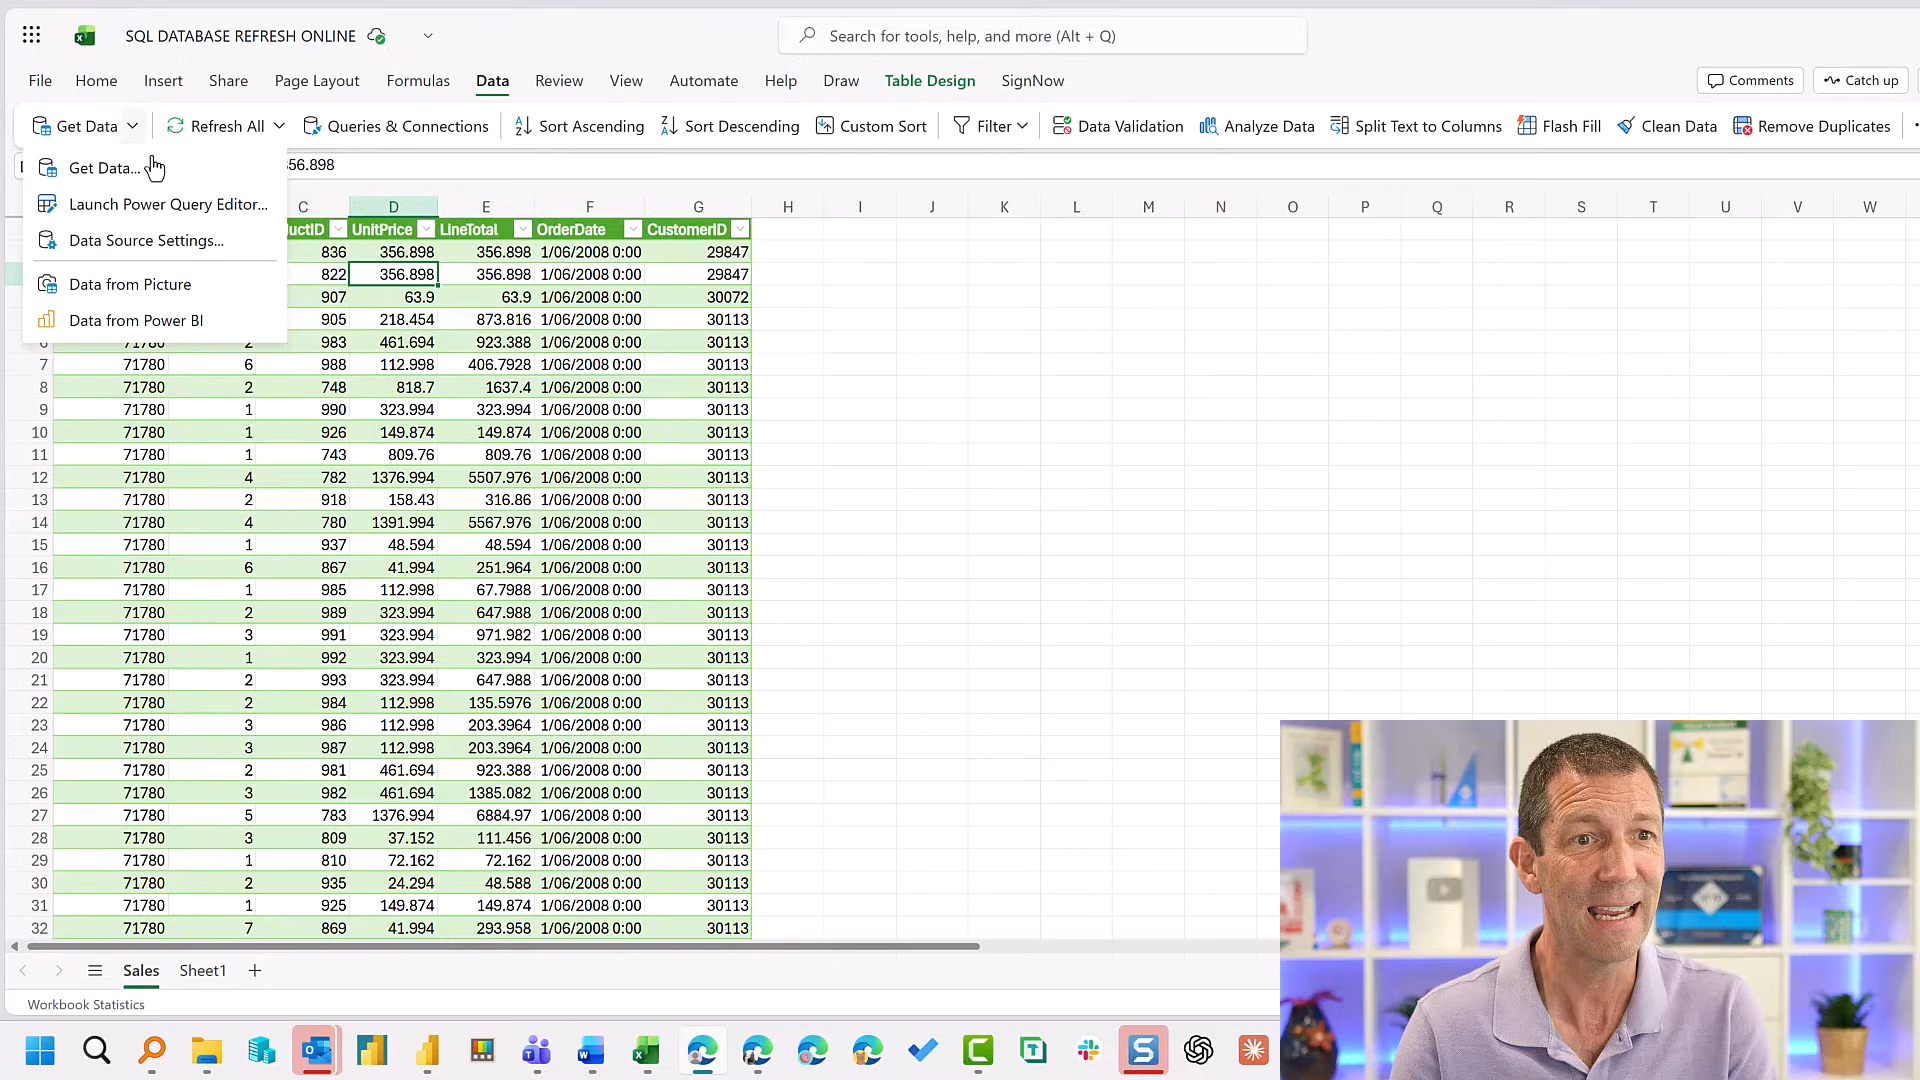 SQL DATABASE REFRESH ONLINE
Search for tools, help, and more (Alt + Q)
File Home Insert Share Page Layout Formulas Data Review View Automate Help Draw Table Design SignNow Comments Catch up
Get Data Refresh All Queries & Connections Sort Ascending Sort Descending Custom Sort Filter Data Validation Analyze Data Split Text to Columns Flash Fill Clean Data Remove Duplicates
Get Data...
Launch Power Query Editor...
Data Source Settings...
Data from Picture
Data from Power BI
56.898
C D E F G H I J K L M N O P Q R S T U V W
uctID UnitPrice LineTotal OrderDate CustomerID
836 356.898 356.898 1/06/2008 0:00 29847
822 356.898 356.898 1/06/2008 0:00 29847
907 63.9 63.9 1/06/2008 0:00 30072
905 218.454 873.816 1/06/2008 0:00 30113
6 71780 2 983 461.694 923.388 1/06/2008 0:00 30113
7 71780 6 988 112.998 406.7928 1/06/2008 0:00 30113
8 71780 2 748 818.7 1637.4 1/06/2008 0:00 30113
9 71780 1 990 323.994 323.994 1/06/2008 0:00 30113
10 71780 1 926 149.874 149.874 1/06/2008 0:00 30113
11 71780 1 743 809.76 809.76 1/06/2008 0:00 30113
12 71780 4 782 1376.994 5507.976 1/06/2008 0:00 30113
13 71780 2 918 158.43 316.86 1/06/2008 0:00 30113
14 71780 4 780 1391.994 5567.976 1/06/2008 0:00 30113
15 71780 1 937 48.594 48.594 1/06/2008 0:00 30113
16 71780 6 867 41.994 251.964 1/06/2008 0:00 30113
17 71780 1 985 112.998 67.7988 1/06/2008 0:00 30113
18 71780 2 989 323.994 647.988 1/06/2008 0:00 30113
19 71780 3 991 323.994 971.982 1/06/2008 0:00 30113
20 71780 1 992 323.994 323.994 1/06/2008 0:00 30113
21 71780 2 993 323.994 647.988 1/06/2008 0:00 30113
22 71780 2 984 112.998 135.5976 1/06/2008 0:00 30113
23 71780 3 986 112.998 203.3964 1/06/2008 0:00 30113
24 71780 3 987 112.998 203.3964 1/06/2008 0:00 30113
25 71780 2 981 461.694 923.388 1/06/2008 0:00 30113
26 71780 3 982 461.694 1385.082 1/06/2008 0:00 30113
27 71780 5 783 1376.994 6884.97 1/06/2008 0:00 30113
28 71780 3 809 37.152 111.456 1/06/2008 0:00 30113
29 71780 1 810 72.162 72.162 1/06/2008 0:00 30113
30 71780 2 935 24.294 48.588 1/06/2008 0:00 30113
31 71780 1 925 149.874 149.874 1/06/2008 0:00 30113
32 71780 7 869 41.994 293.958 1/06/2008 0:00 30113
Sales Sheet1
Workbook Statistics